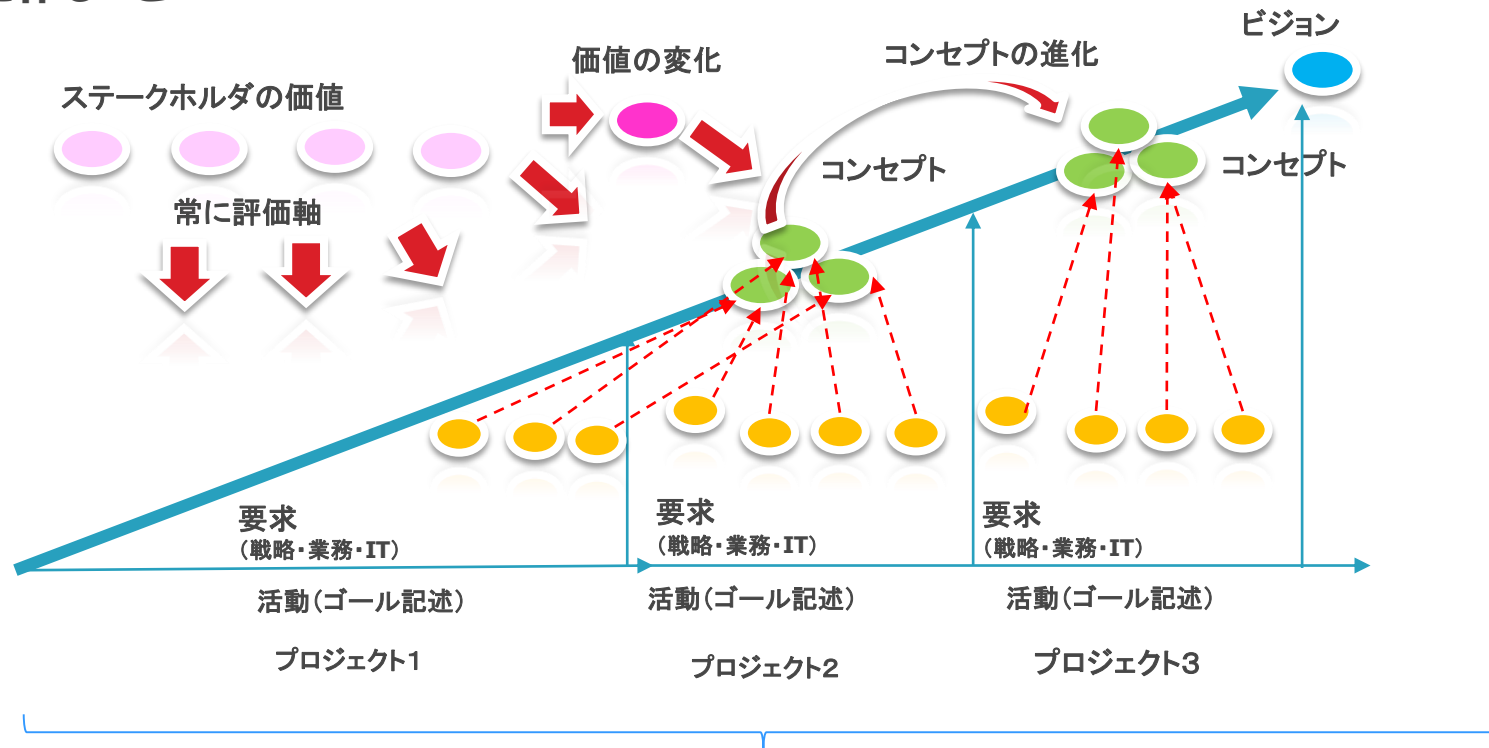 ビジョン
コンセプトの進化
価値の変化
ステークホルダの価値
コンセプト
コンセプト
常に評価軸
要求
(戦略・業務・IT)
要求
(戦略・業務・IT)
要求
(戦略・業務・IT)
活動(ゴール記述)
活動(ゴール記述)
活動(ゴール記述)
プロジェクト1
プロジェクト2
プロジェクト3